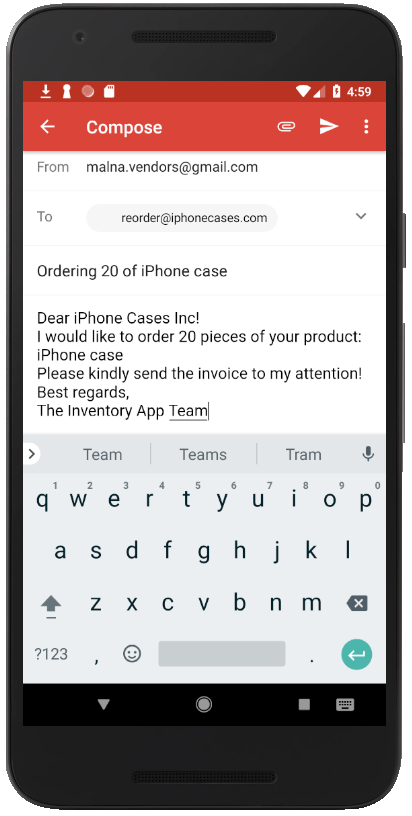 4:59
Compose
From malna.vendors@gmail.com
To reorder@iphonecases.com
Ordering 20 of iPhone case
Dear iPhone Cases Inc!
I would like to order 20 pieces of your product:
iPhone case
Please kindly send the invoice to my attention!
Best regards,
The Inventory App Team
Team Teams Tram
1 2 3 4 5 6 7 8 9 0
q w e r t y u i o p
a s d f g h j k l
z x c v b n m
?123 , .